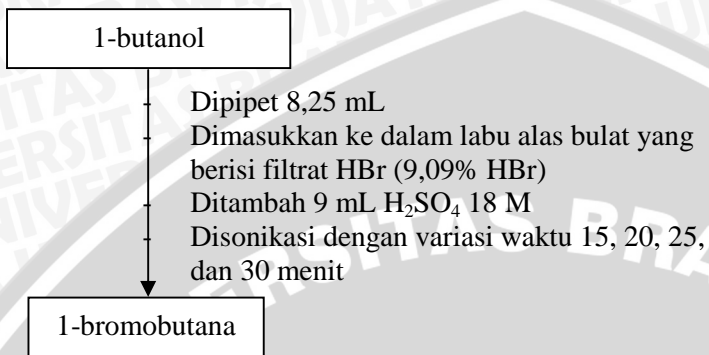 1-butanol
- Dipipet 8,25 mL
- Dimasukkan ke dalam labu alas bulat yang
berisi filtrat HBr (9,09% HBr)
- Ditambah 9 mL H₂SO₄ 18 M
- Disonikasi dengan variasi waktu 15, 20, 25,
dan 30 menit
1-bromobutana